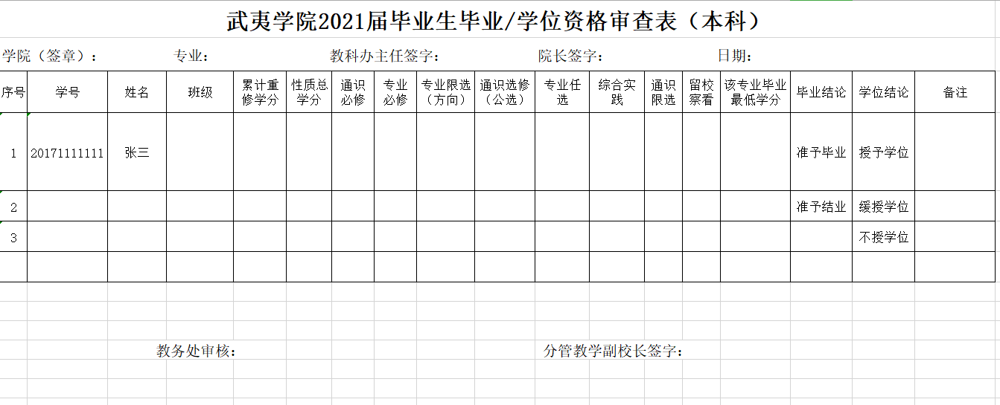 武夷学院2021届毕业生毕业/学位资格审查表（本科）
学院（签章）： 专业： 教科办主任签字： 院长签字： 日期：
序号 学号 姓名 班级 累计重修学分 性质总学分 通识必修 专业必修 专业限选（方向） 通识选修（公选） 专业任选 综合实践 通识限选 留校察看 该专业毕业最低学分 毕业结论 学位结论 备注
1 20171111111 张三 准予毕业 授予学位
2 准予结业 缓授学位
3 不授学位
教务处审核： 分管教学副校长签字：